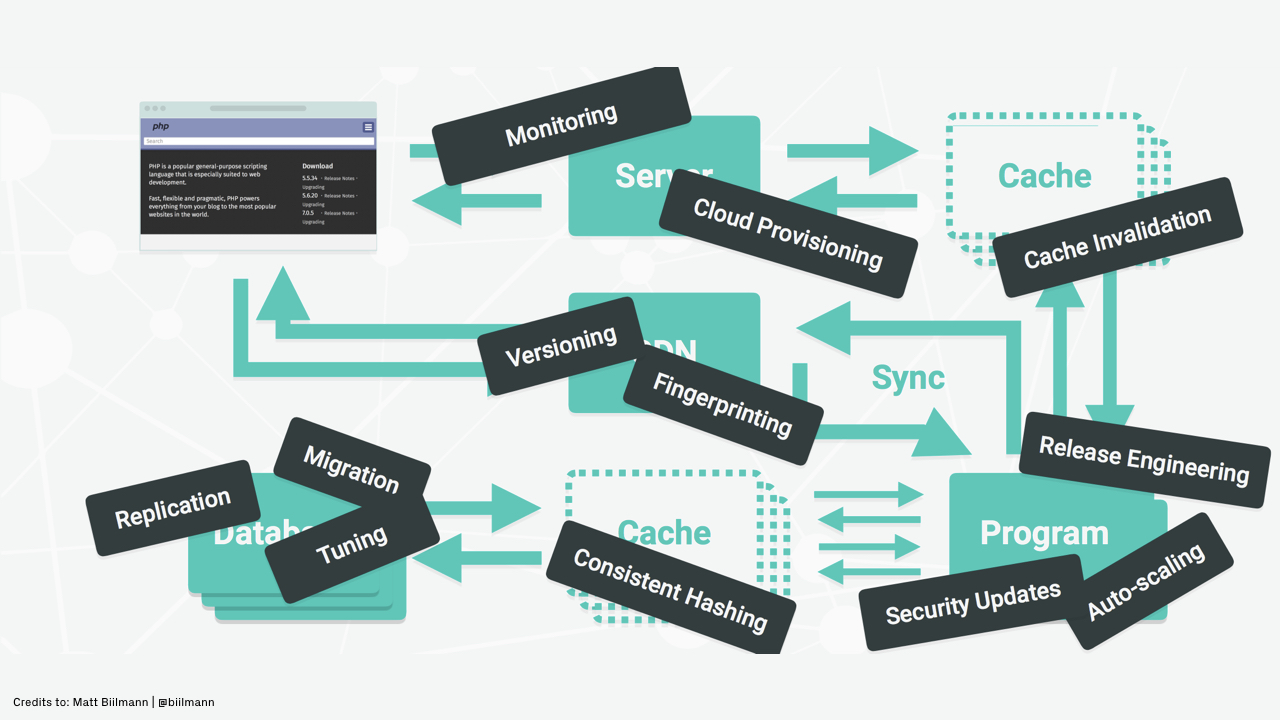 Monitoring
php
Search
PHP is a popular general-purpose scripting
language that is especially suited to web
development.
Fast, flexible and pragmatic, PHP powers
everything from your blog to the most popular
websites in the world.
Download
5.5.34 · Release Notes ·
Upgrading
5.6.20 · Release Notes ·
Upgrading
7.0.5 · Release Notes ·
Upgrading
Server
Cloud Provisioning
Cache
Cache Invalidation
Versioning
CDN
Fingerprinting
Sync
Release Engineering
Migration
Replication
Tuning
Cache
Consistent Hashing
Program
Security Updates
Auto-scaling
Credits to: Matt Biilmann | @biilmann